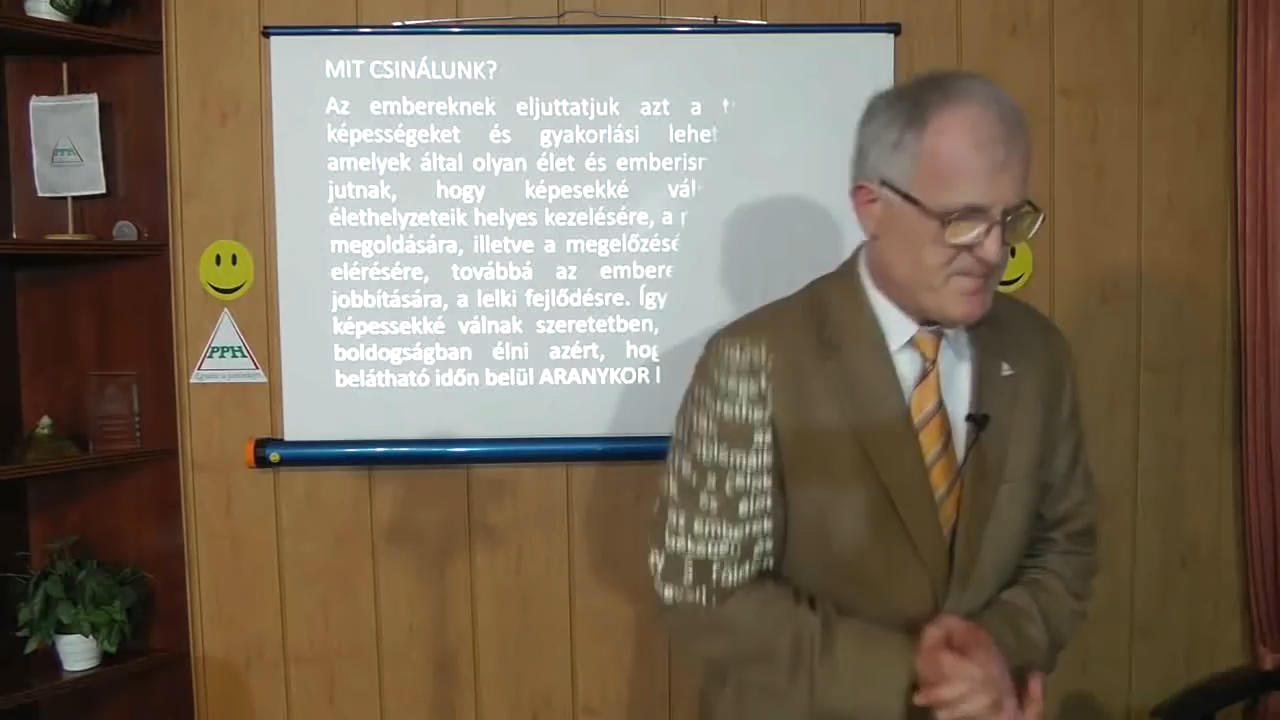 MIT CSINÁLUNK?
Az embereknek eljuttatjuk azt a
képességeket és gyakorlási
amelyek által olyan élet és
jutnak, hogy képesekké
élethelyzeteik helyes kezelésére, a
megoldására, illetve a
elérésére, továbbá az
jobbítására, a lelki fejlődésre. Így
képessekké válnak szeretetben,
boldogságban élni azért,
belátható időn belül ARANYKOR
PPH
PPH